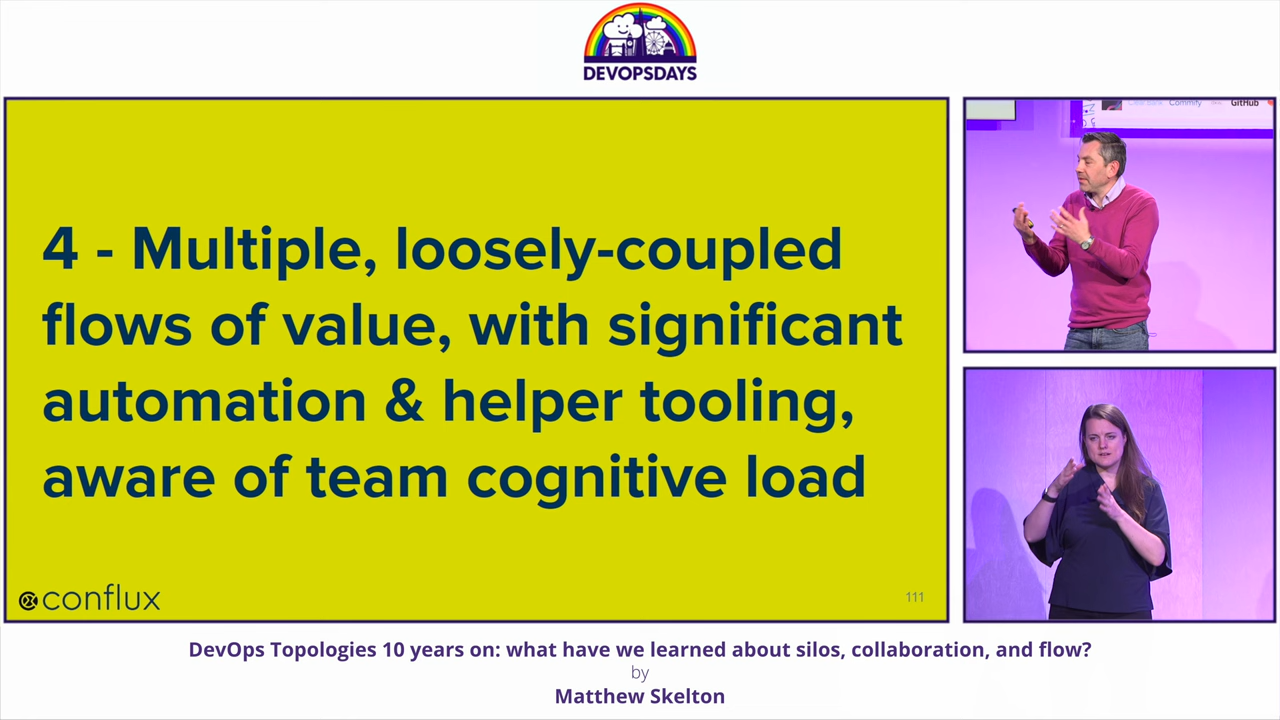 DEVOPSDAYS
4 - Multiple, loosely-coupled
flows of value, with significant
automation & helper tooling,
aware of team cognitive load
conflux
111
Commify
GitHub
DevOps Topologies 10 years on: what have we learned about silos, collaboration, and flow?
by
Matthew Skelton